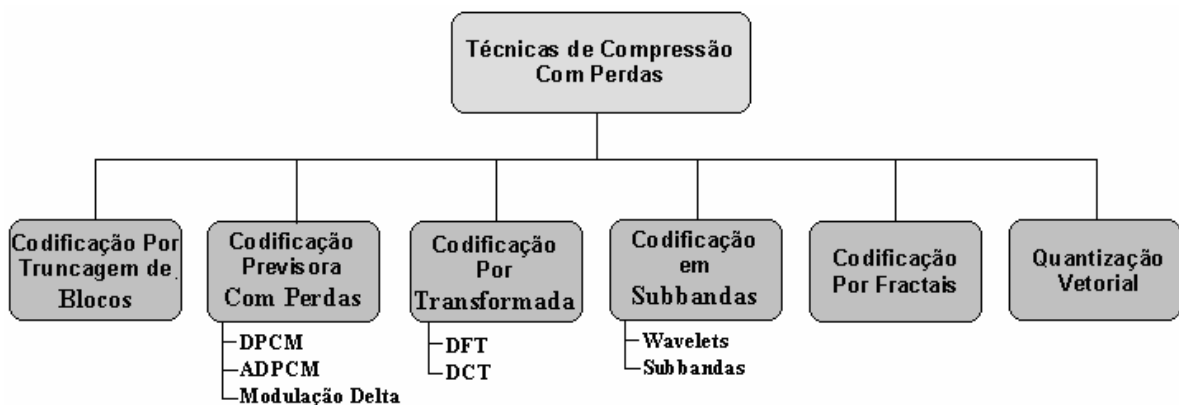 Técnicas de Compressão
Com Perdas
Codificação Por
Truncagem de
Blocos
Codificação
Previsora
Com Perdas
DPCM
ADPCM
Modulação Delta
Codificação
Por
Transformada
DFT
DCT
Codificação
em
Subbandas
Wavelets
Subbandas
Codificação
Por Fractais
Quantização
Vetorial